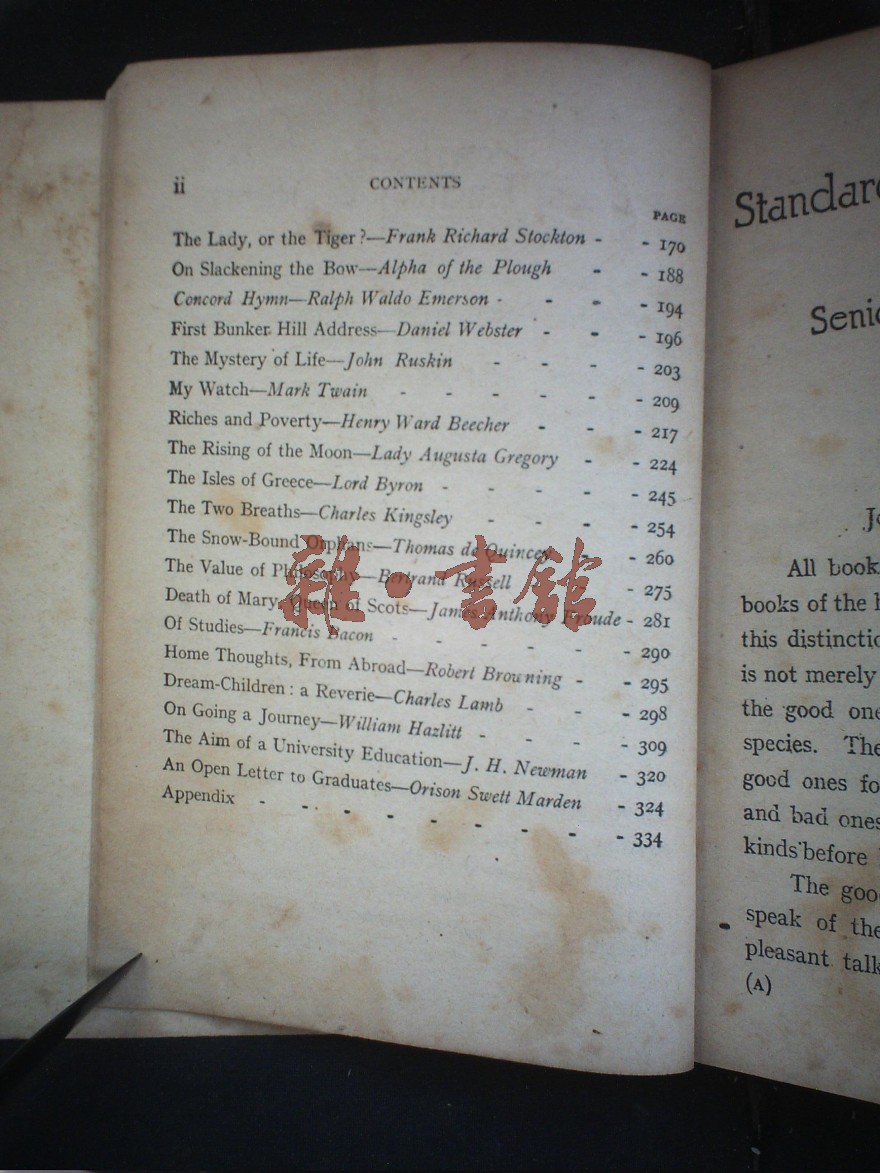 ii CONTENTS
PAGE
The Lady, or the Tiger?—Frank Richard Stockton - - 170
On Slackening the Bow—Alpha of the Plough - - 188
Concord Hymn—Ralph Waldo Emerson - - - - 194
First Bunker Hill Address—Daniel Webster - - - 196
The Mystery of Life—John Ruskin - - - - 203
My Watch—Mark Twain - - - - - - 209
Riches and Poverty—Henry Ward Beecher - - - 217
The Rising of the Moon—Lady Augusta Gregory - - 224
The Isles of Greece—Lord Byron - - - - - 245
The Two Breaths—Charles Kingsley - - - - 254
The Snow-Bound Orphans—Thomas de Quincey - - 260
The Value of Philosophy—Bertrand Russell - - 275
Death of Mary, Queen of Scots—James Anthony Froude - 281
Of Studies—Francis Bacon - - - - - - 290
Home Thoughts, From Abroad—Robert Browning - - 295
Dream-Children: a Reverie—Charles Lamb - - - 298
On Going a Journey—William Hazlitt - - - - 309
The Aim of a University Education—J. H. Newman - 320
An Open Letter to Graduates—Orison Swett Marden - 324
Appendix - - - - - - - - - 334
雜·書館
Standar
Seni
J
All book
books of the
this distincti
is not merely
the good on
species. The
good ones fo
and bad ones
kinds before
The goo
speak of the
pleasant talk
(A)